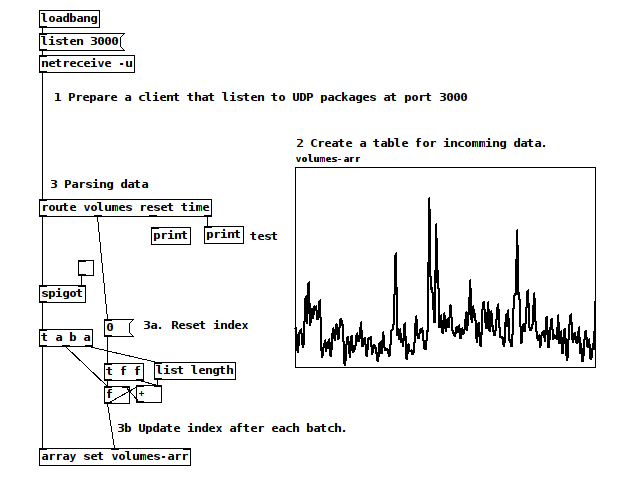 loadbang
listen 3000
netreceive -u
1 Prepare a client that listen to UDP packages at port 3000
2 Create a table for incomming data.
volumes-arr
3 Parsing data
route volumes reset time
print
print
test
spigot
0
3a. Reset index
t a b a
t f f
list length
f
+
3b Update index after each batch.
array set volumes-arr